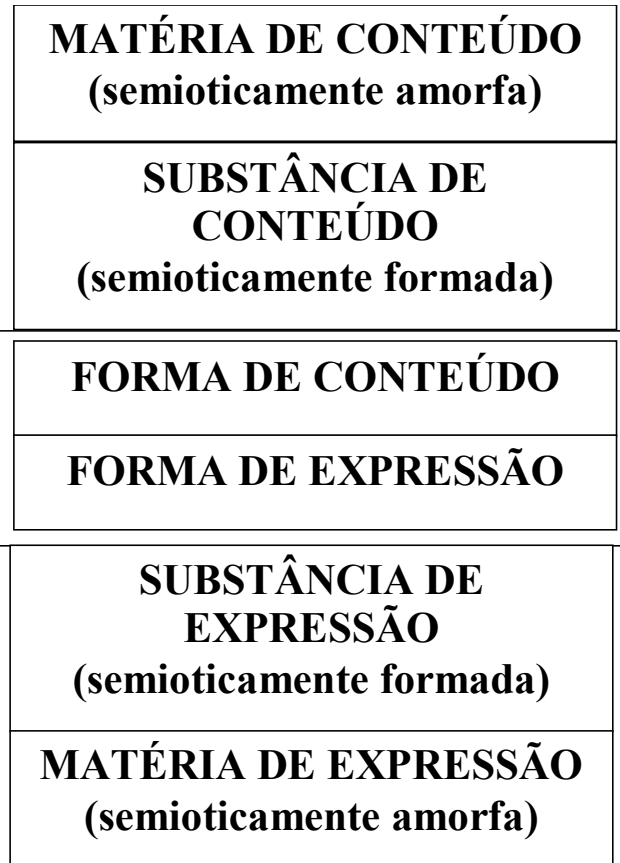 MATÉRIA DE CONTEÚDO
(semioticamente amorfa)
SUBSTÂNCIA DE
CONTEÚDO
(semioticamente formada)
FORMA DE CONTEÚDO
FORMA DE EXPRESSÃO
SUBSTÂNCIA DE
EXPRESSÃO
(semioticamente formada)
MATÉRIA DE EXPRESSÃO
(semioticamente amorfa)